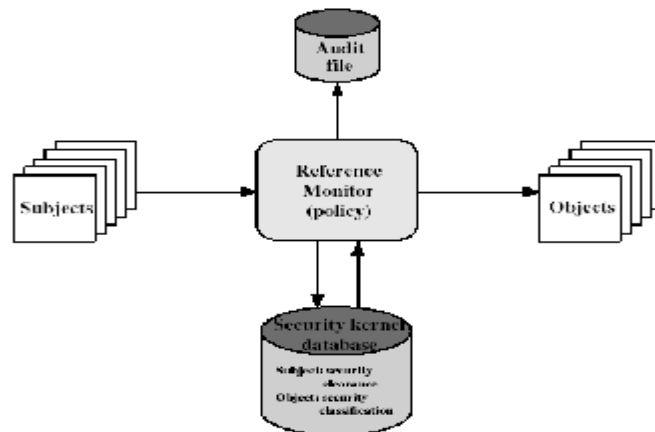 Audit
file
Reference
Monitor
(policy)
Subjects
Objects
Security kernel
database
Subject: security
clearance
Object: security
classification